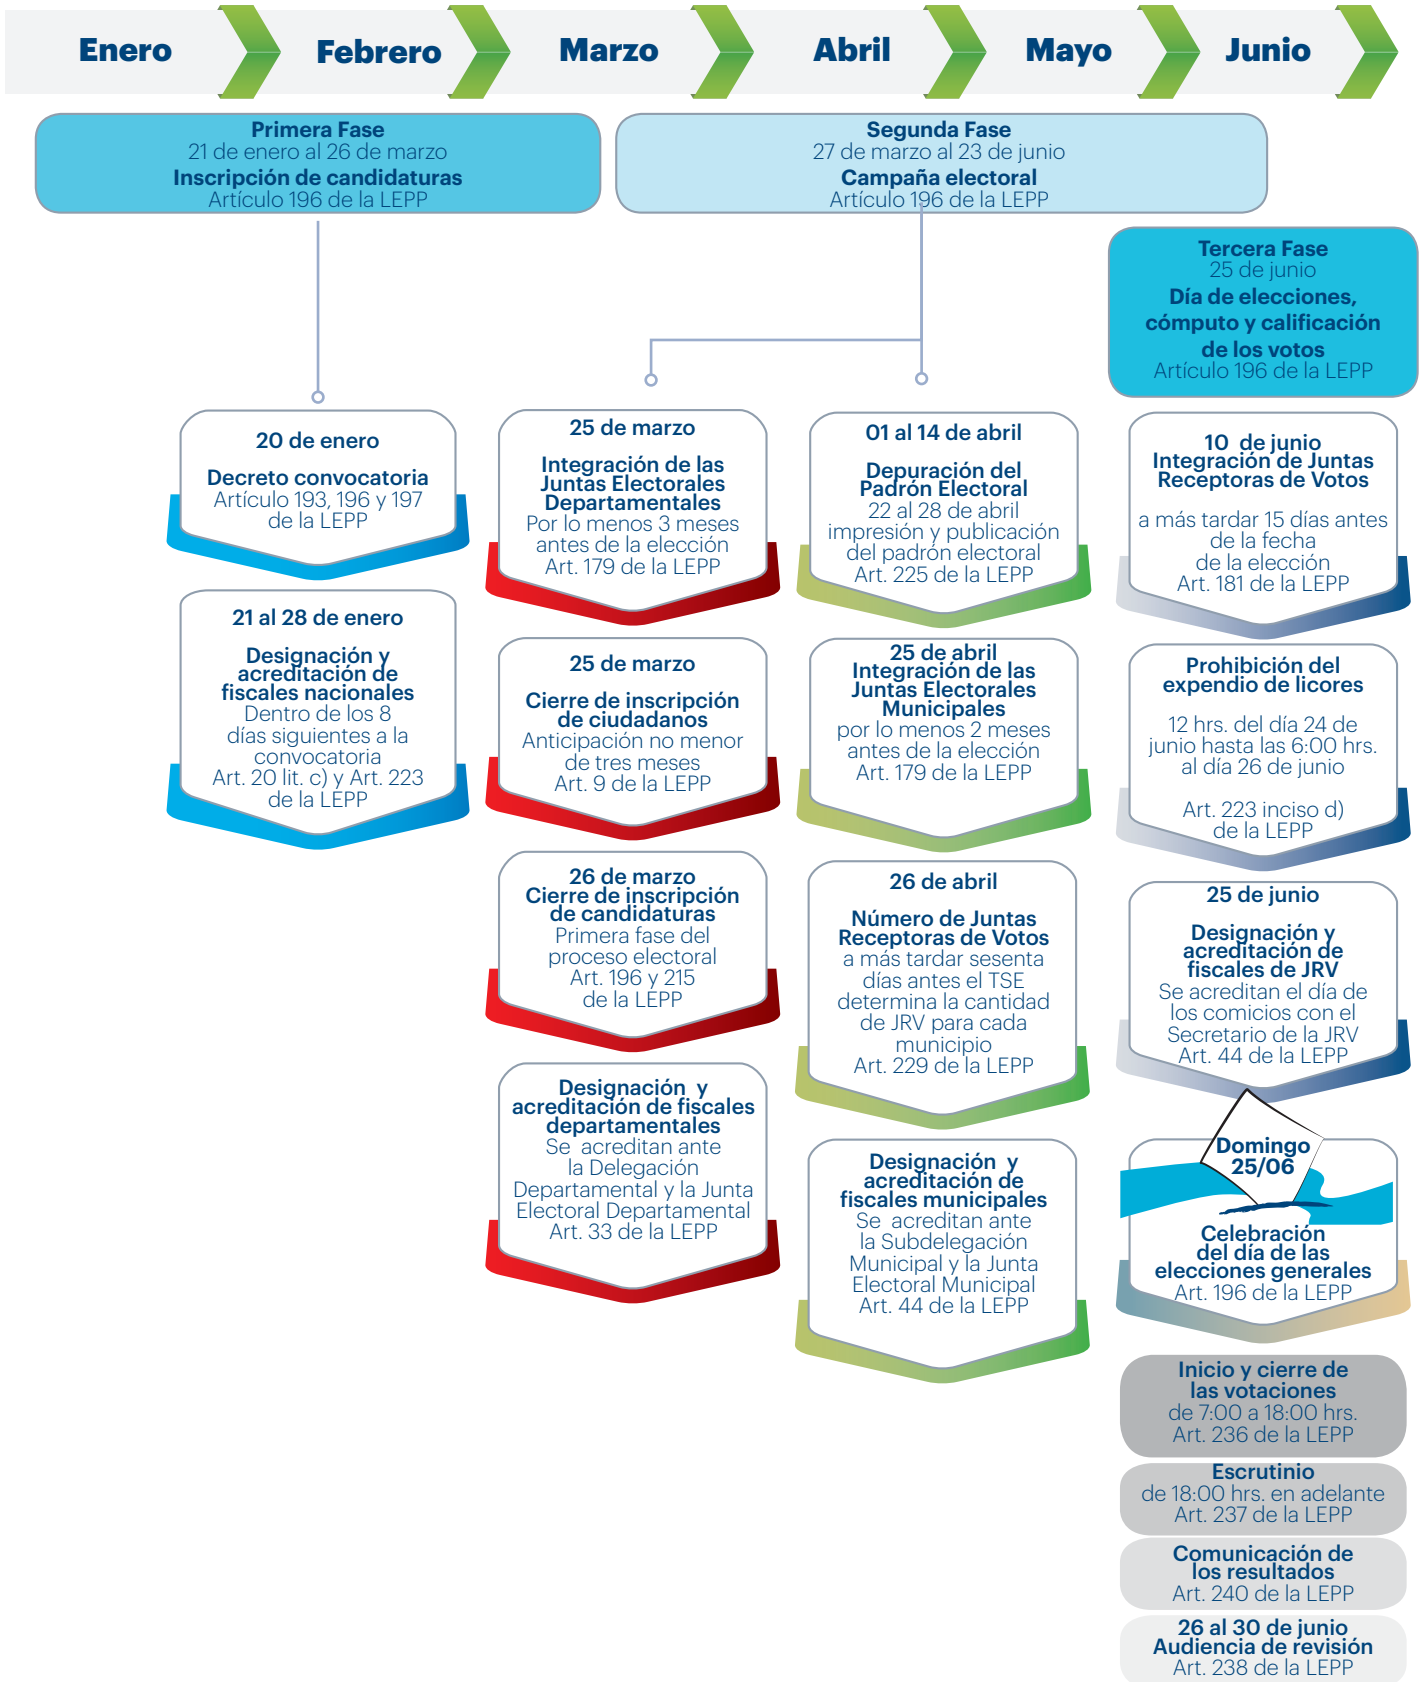 Enero
Febrero
Marzo
Abril
Mayo
Junio
Primera Fase
21 de enero al 26 de marzo
Inscripción de candidaturas
Artículo 196 de la LEPP
Segunda Fase
27 de marzo al 23 de junio
Campaña electoral
Artículo 196 de la LEPP
Tercera Fase
25 de junio
Día de elecciones,
cómputo y calificación
de los votos
Artículo 196 de la LEPP
20 de enero
Decreto convocatoria
Artículo 193, 196 y 197
de la LEPP
21 al 28 de enero
Designación y
acreditación de
fiscales nacionales
Dentro de los 8
días siguientes a la
convocatoria
Art. 20 lit. c) y Art. 223
de la LEPP
25 de marzo
Integración de las
Juntas Electorales
Departamentales
Por lo menos 3 meses
antes de la elección
Art. 179 de la LEPP
25 de marzo
Cierre de inscripción
de ciudadanos
Anticipación no menor
de tres meses
Art. 9 de la LEPP
26 de marzo
Cierre de inscripción
de candidaturas
Primera fase del
proceso electoral
Art. 196 y 215
de la LEPP
Designación y
acreditación de fiscales
departamentales
Se acreditan ante
la Delegación
Departamental y la Junta
Electoral Departamental
Art. 33 de la LEPP
01 al 14 de abril
Depuración del
Padrón Electoral
22 al 28 de abril
impresión y publicación
del padrón electoral
Art. 225 de la LEPP
25 de abril
Integración de las
Juntas Electorales
Municipales
por lo menos 2 meses
antes de la elección
Art. 179 de la LEPP
26 de abril
Número de Juntas
Receptoras de Votos
a más tardar sesenta
días antes el TSE
determina la cantidad
de JRV para cada
municipio
Art. 229 de la LEPP
Designación y
acreditación de
fiscales municipales
Se acreditan ante
la Subdelegación
Municipal y la Junta
Electoral Municipal
Art. 44 de la LEPP
10 de junio
Integración de Juntas
Receptoras de Votos
a más tardar 15 días antes
de la fecha
de la elección
Art. 181 de la LEPP
Prohibición del
expendio de licores
12 hrs. del día 24 de
junio hasta las 6:00 hrs.
al día 26 de junio
Art. 223 inciso d)
de la LEPP
25 de junio
Designación y
acreditación de
fiscales de JRV
Se acreditan el día de
los comicios con el
Secretario de la JRV
Art. 44 de la LEPP
Domingo
25/06
Celebración
del día de las
elecciones generales
Art. 196 de la LEPP
Inicio y cierre de
las votaciones
de 7:00 a 18:00 hrs.
Art. 236 de la LEPP
Escrutinio
de 18:00 hrs. en adelante
Art. 237 de la LEPP
Comunicación de
los resultados
Art. 240 de la LEPP
26 al 30 de junio
Audiencia de revisión
Art. 238 de la LEPP